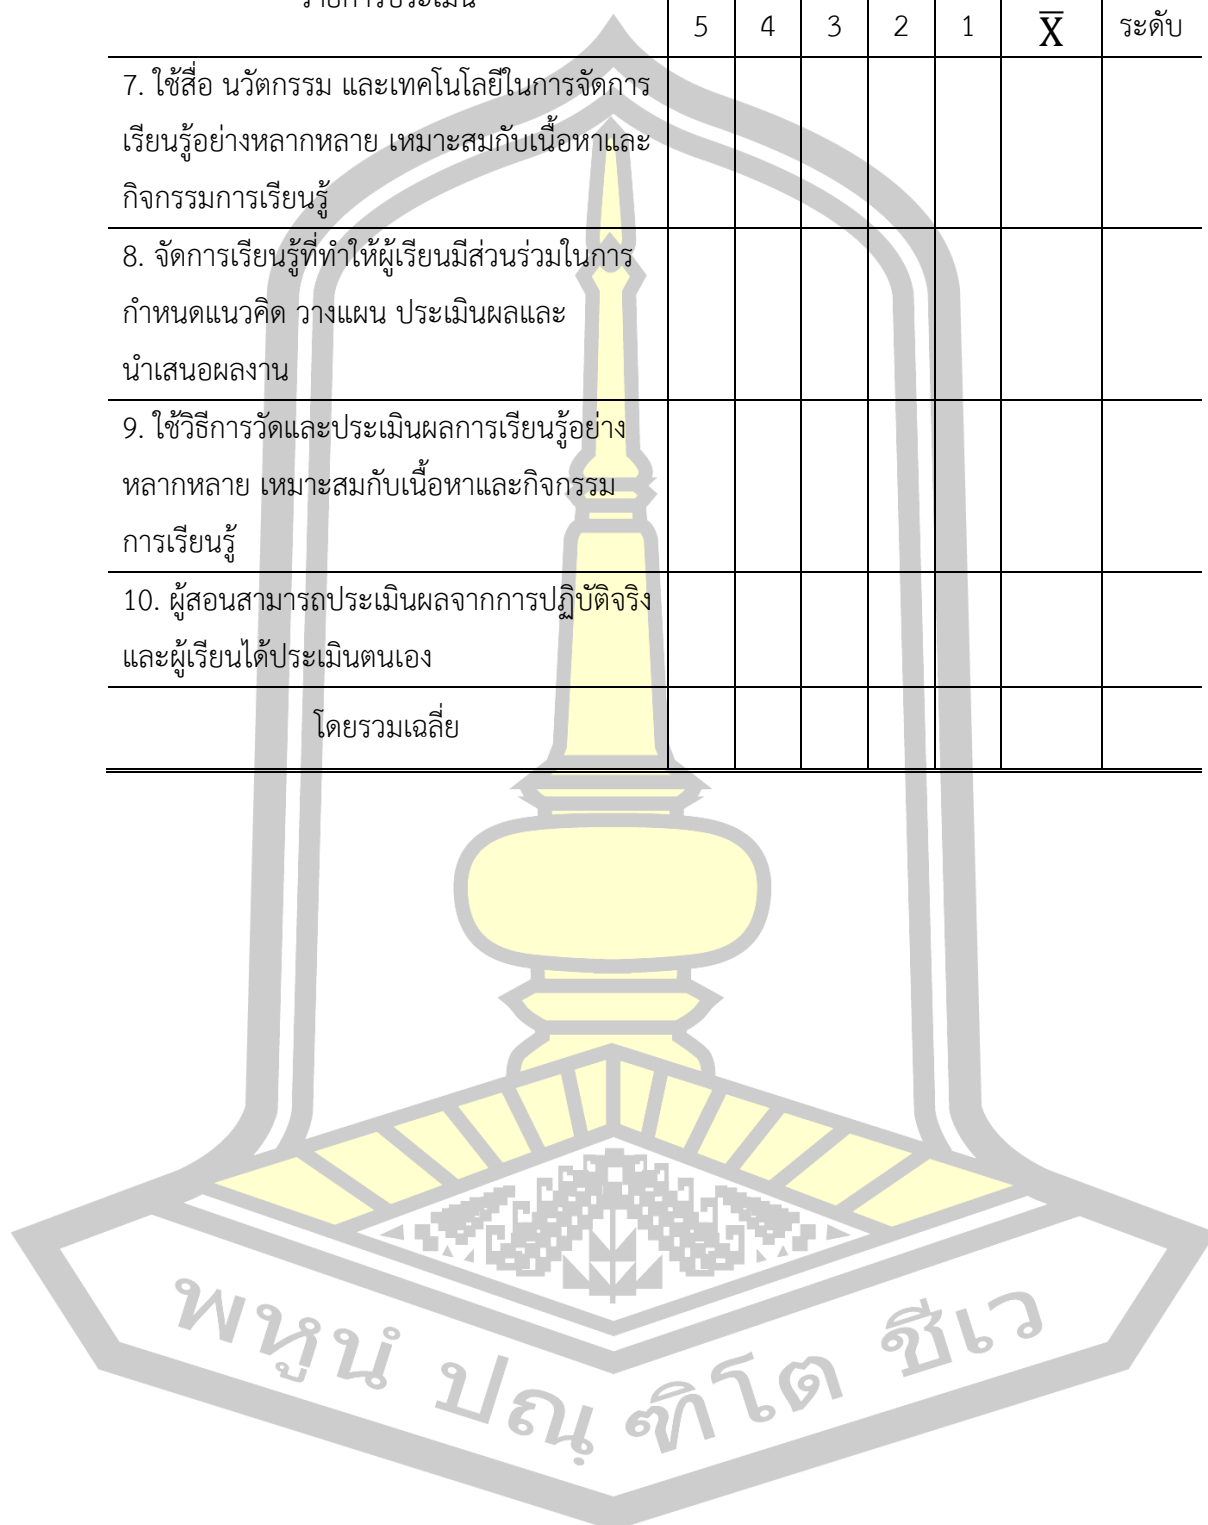 รายการประเมิน
5 4 3 2 1 X̅ ระดับ
7. ใช้สื่อ นวัตกรรม และเทคโนโลยีในการจัดการ
เรียนรู้อย่างหลากหลาย เหมาะสมกับเนื้อหาและ
กิจกรรมการเรียนรู้
8. จัดการเรียนรู้ที่ทำให้ผู้เรียนมีส่วนร่วมในการ
กำหนดแนวคิด วางแผน ประเมินผลและ
นำเสนอผลงาน
9. ใช้วิธีการวัดและประเมินผลการเรียนรู้อย่าง
หลากหลาย เหมาะสมกับเนื้อหาและกิจกรรม
การเรียนรู้
10. ผู้สอนสามารถประเมินผลจากการปฏิบัติจริง
และผู้เรียนได้ประเมินตนเอง
โดยรวมเฉลี่ย
พหูนํ ปณฺฑิโต ชีเว